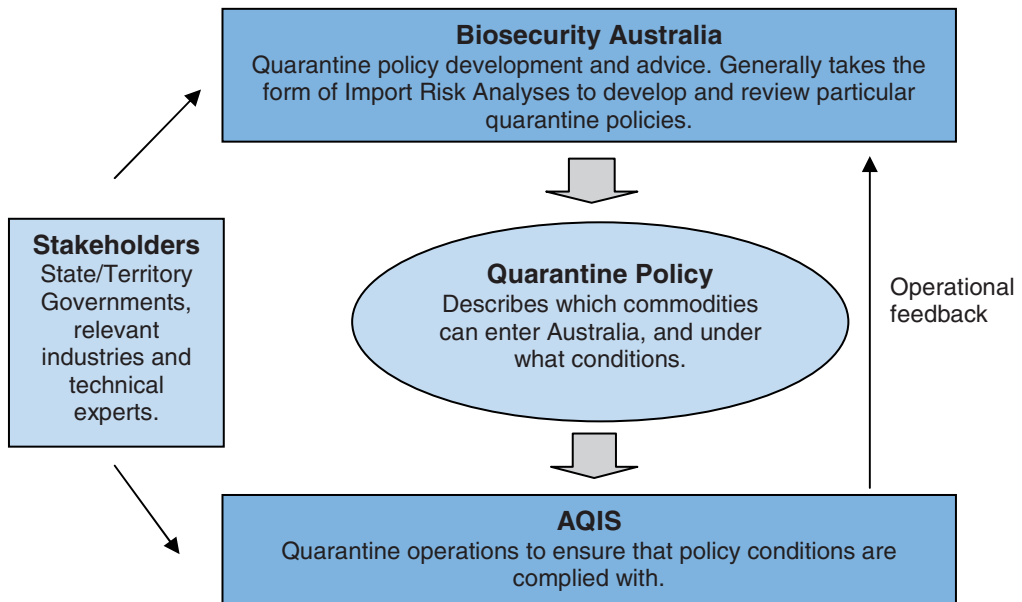 Biosecurity Australia
Quarantine policy development and advice. Generally takes the
form of Import Risk Analyses to develop and review particular
quarantine policies.
Stakeholders
State/Territory
Governments,
relevant
industries and
technical
experts.
Quarantine Policy
Describes which commodities
can enter Australia, and under
what conditions.
Operational
feedback
AQIS
Quarantine operations to ensure that policy conditions are
complied with.